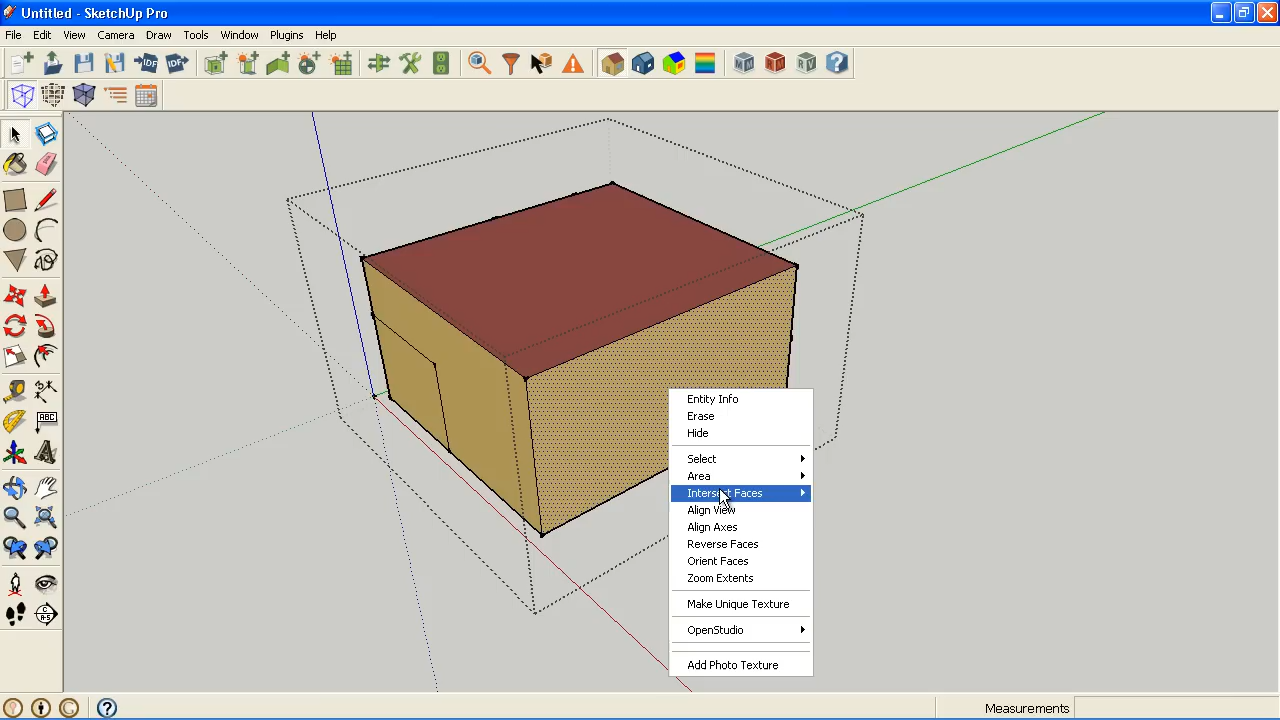 Untitled - SketchUp Pro
File Edit View Camera Draw Tools Window Plugins Help
Entity Info
Erase
Hide
Select
Area
Intersect Faces
Align View
Align Axes
Reverse Faces
Orient Faces
Zoom Extents
Make Unique Texture
OpenStudio
Add Photo Texture
Measurements